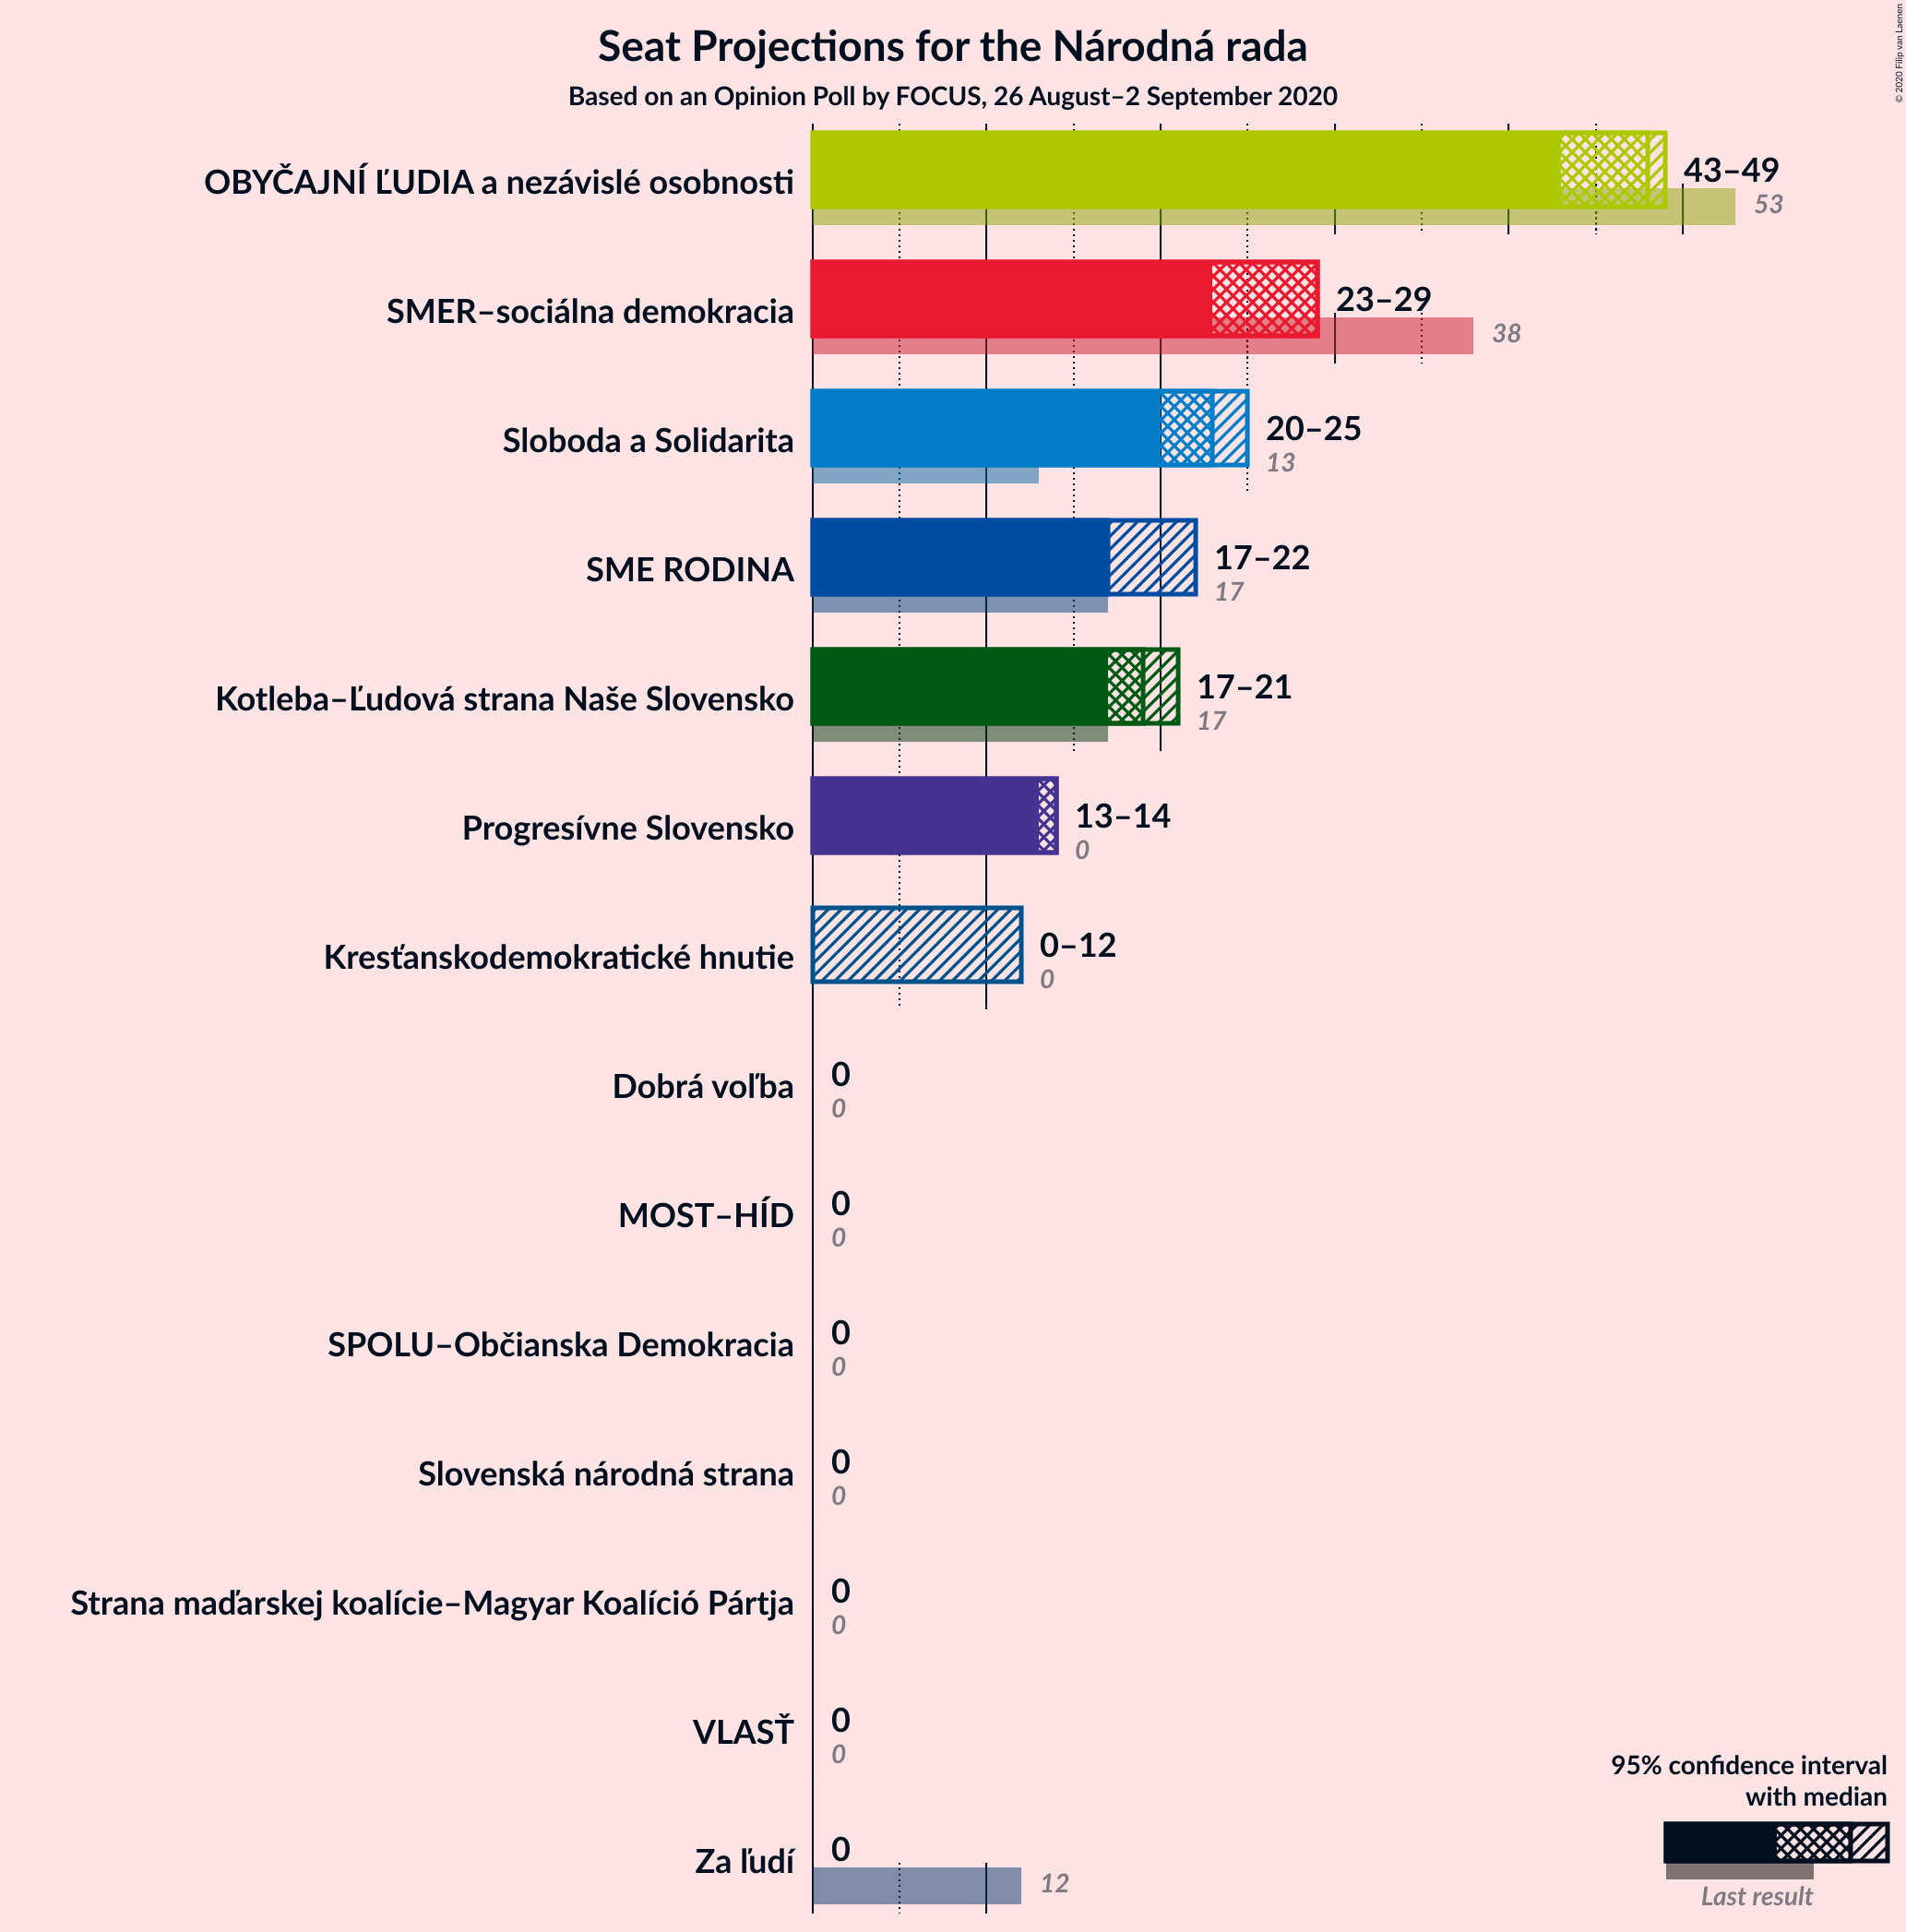 Seat Projections for the Národná rada
Based on an Opinion Poll by FOCUS, 26 August–2 September 2020
© 2020 Filip van Laenen
OBYČAJNÍ ĽUDIA a nezávislé osobnosti
43–49
53
SMER–sociálna demokracia
23–29
38
Sloboda a Solidarita
20–25
13
SME RODINA
17–22
17
Kotleba–Ľudová strana Naše Slovensko
17–21
17
Progresívne Slovensko
13–14
0
Kresťanskodemokratické hnutie
0–12
0
Dobrá voľba
0
0
MOST–HÍD
0
0
SPOLU–Občianska Demokracia
0
0
Slovenská národná strana
0
0
Strana maďarskej koalície–Magyar Koalíció Pártja
0
0
VLASŤ
0
0
Za ľudí
0
12
95% confidence interval
with median
Last result